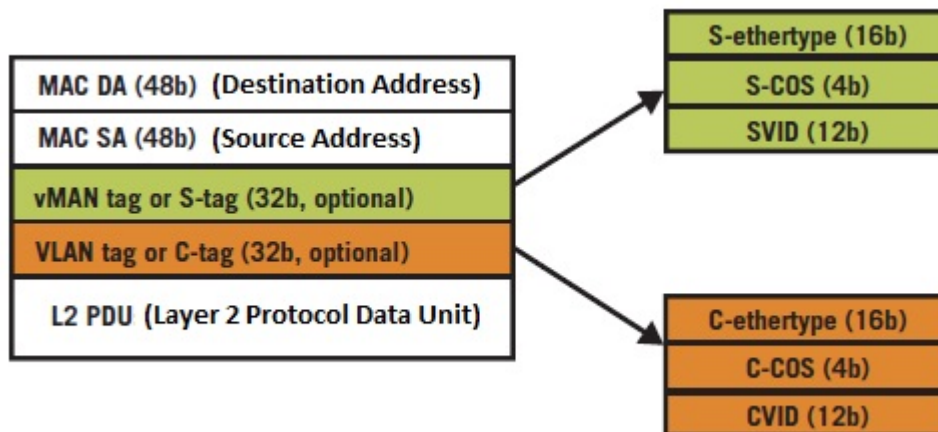 MAC DA (48b) (Destination Address)
MAC SA (48b) (Source Address)
vMAN tag or S-tag (32b, optional)
VLAN tag or C-tag (32b, optional)
L2 PDU (Layer 2 Protocol Data Unit)
S-ethertype (16b)
S-COS (4b)
SVID (12b)
C-ethertype (16b)
C-COS (4b)
CVID (12b)